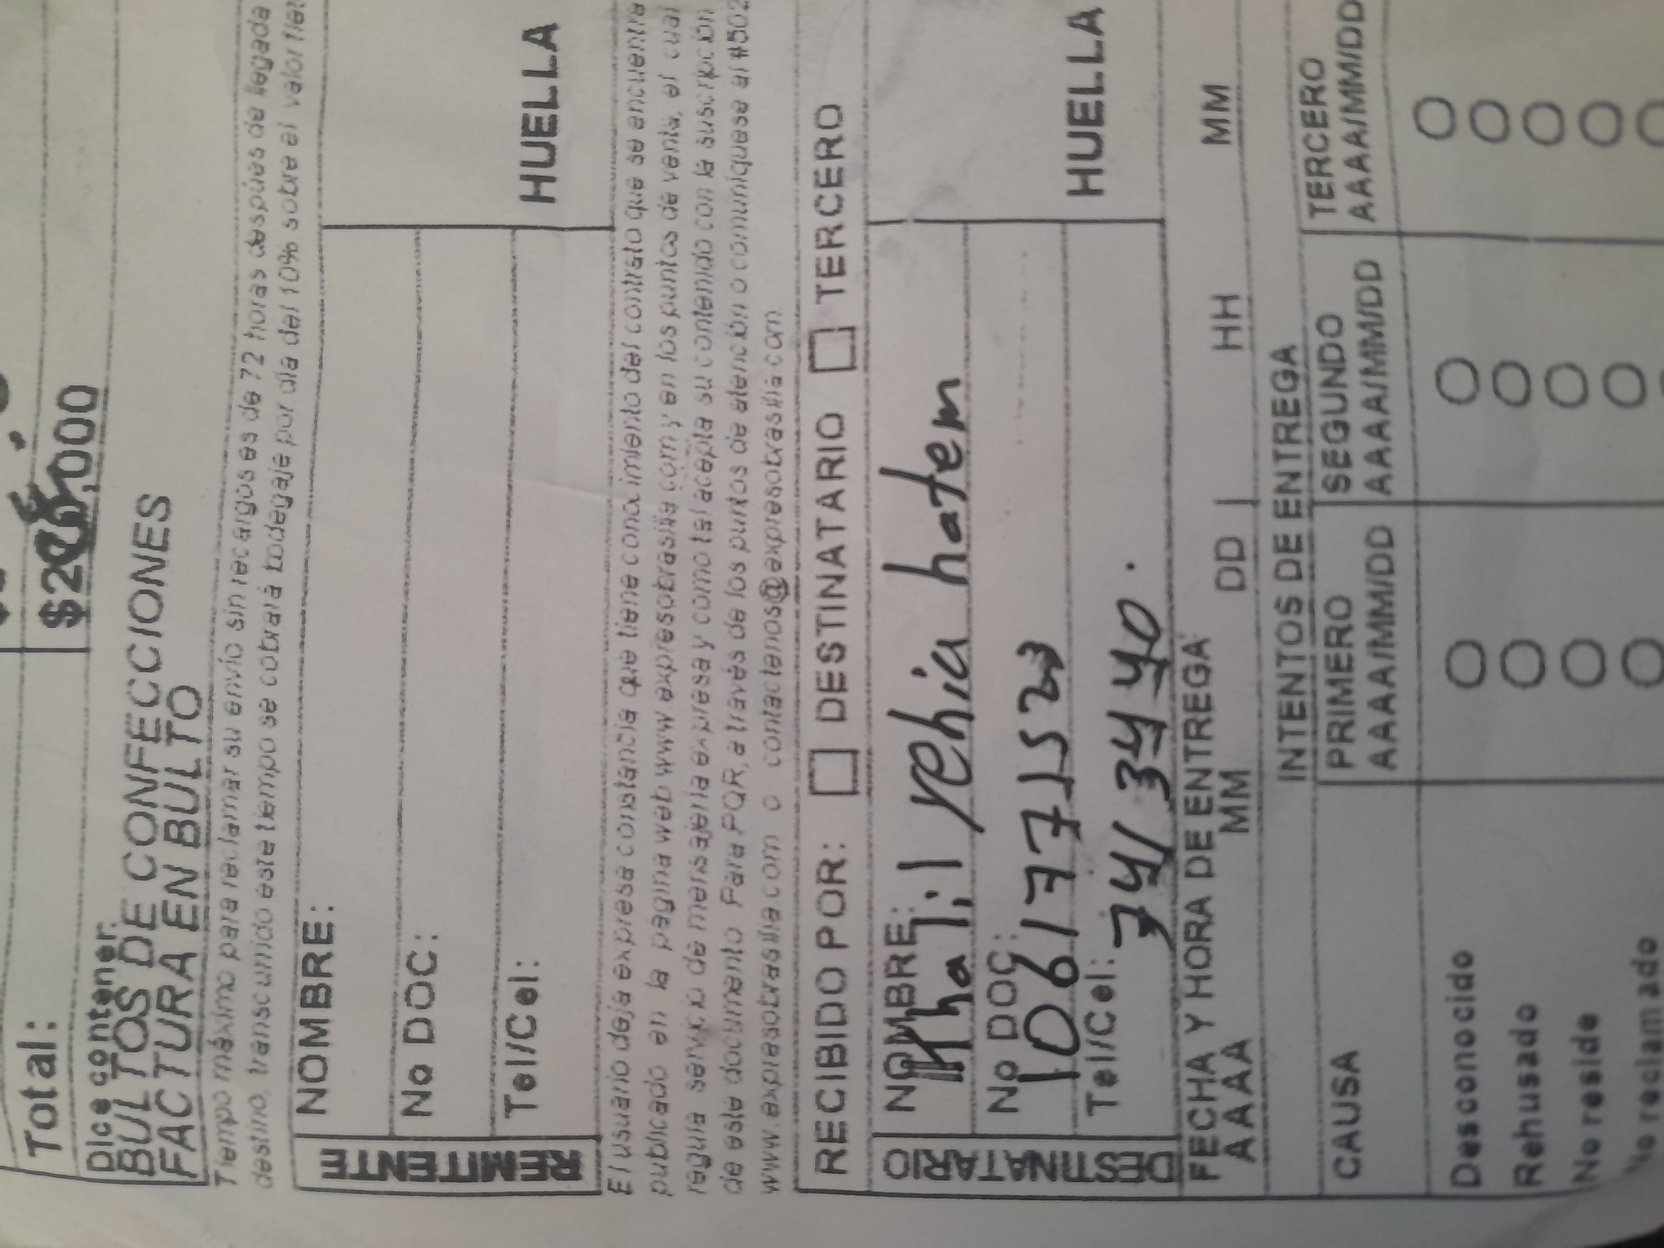 Total:
,000
Dice contener:
BULTOS DE CONFECCIONES
FACTURA EN BULTO
Tiempo máximo para reclamar su envío sin recargos es de 72 horas después de llegada
destino, transcurrido este tiempo se cobrará bodegaje por día del 10% sobre el valor
REMITENTE
NOMBRE:
No DOC:
Tel/Cel:
HUELLA
El usuario deja expresa constancia que tiene conocimiento del contrato que se encuentra
en la pagina web www.expresobrasilia.com y en los puntos de venta, el cual
regula servicio de mensajería expresa y como tal acepta su contenido con la suscripción
de este documento Para PQR, a través de los puntos de atención o comuníquese al #502
www.expresobrasilia.com o contactenos@expresobrasilia.com
RECIBIDO POR: DESTINATARIO TERCERO
DESTINATARIO
NOMBRE: yehia hatem
No DOC: 1061771523
Tel/Cel: 741 3440.
HUELLA
FECHA Y HORA DE ENTREGA
AAAA MM DD HH MM
INTENTOS DE ENTREGA
CAUSA PRIMERO SEGUNDO TERCERO
AAAA/MM/DD AAAA/MM/DD AAAA/MM/DD
Desconocido
Rehusado
No reside
No reclamado